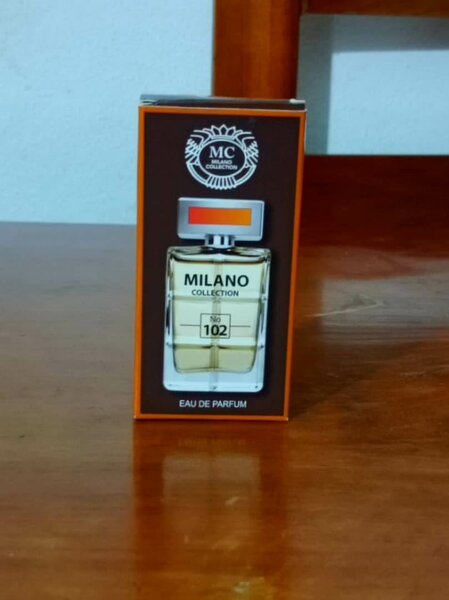 MC
MILANO
COLLECTION
MILANO
COLLECTION
No
102
EAU DE PARFUM